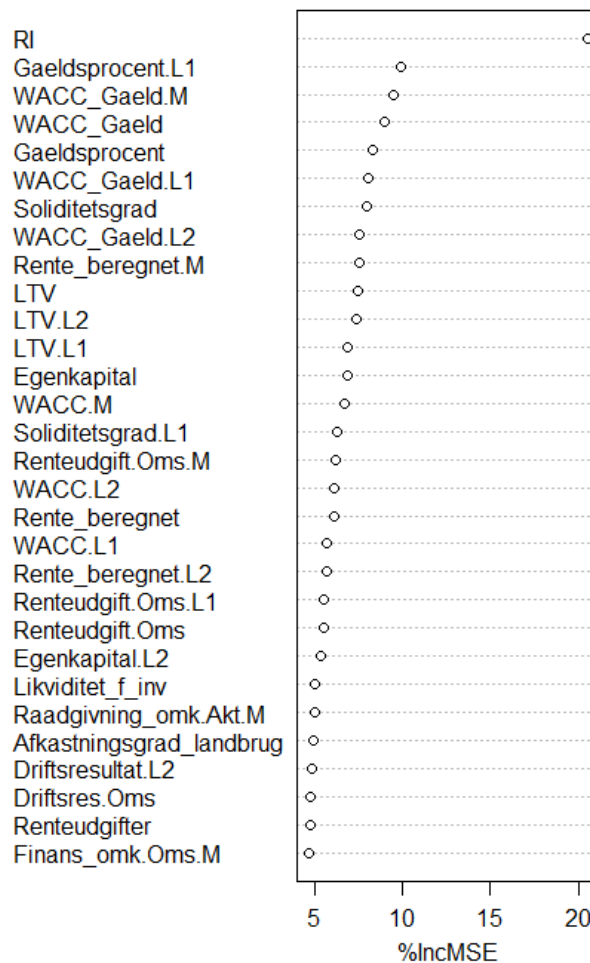 RI
Gaeldsprocent.L1
WACC_Gaeld.M
WACC_Gaeld
Gaeldsprocent
WACC_Gaeld.L1
Soliditetsgrad
WACC_Gaeld.L2
Rente_beregnet.M
LTV
LTV.L2
LTV.L1
Egenkapital
WACC.M
Soliditetsgrad.L1
Renteudgift.Oms.M
WACC.L2
Rente_beregnet
WACC.L1
Rente_beregnet.L2
Renteudgift.Oms.L1
Renteudgift.Oms
Egenkapital.L2
Likviditet_f_inv
Raadgivning_omk.Akt.M
Afkastningsgrad_landbrug
Driftsresultat.L2
Driftsres.Oms
Renteudgifter
Finans_omk.Oms.M
5 10 15 20
%IncMSE